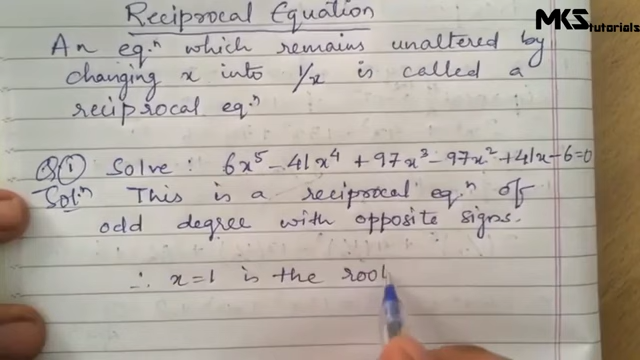 MKS tutorials
Reciprocal Equation
An eq.ⁿ which remains unaltered by
changing x into 1/x is called a
reciprocal eq.ⁿ
Q① Solve : 6x⁵ - 41x⁴ + 97x³ - 97x² + 41x - 6 = 0
Sol.ⁿ This is a reciprocal eq.ⁿ of
odd degree with opposite signs.
∴ x=1 is the root